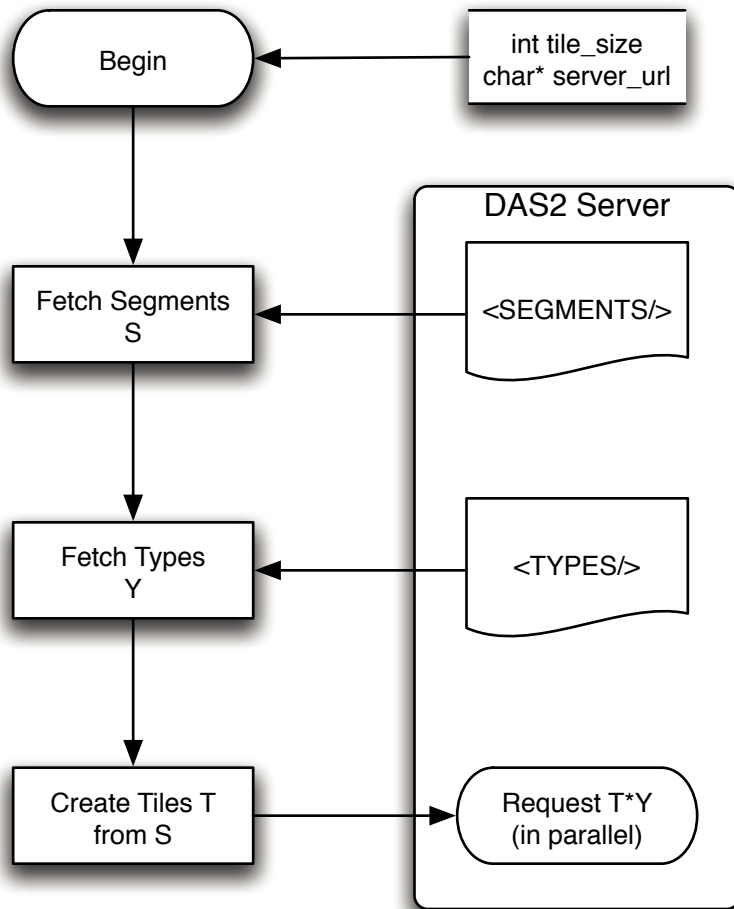 Begin
int tile_size
char* server_url
DAS2 Server
Fetch Segments
S
<SEGMENTS/>
Fetch Types
Y
<TYPES/>
Create Tiles T
from S
Request T*Y
(in parallel)